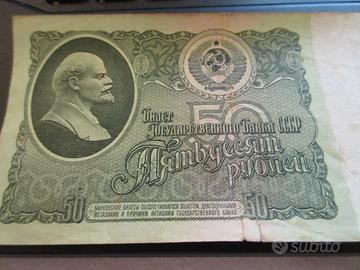 Билет
Государственного Банка СССР
50
Пятьдесят
рублей
50
БАНКОВСКИЕ БИЛЕТЫ ОБЕСПЕЧИВАЮТСЯ ЗОЛОТОМ, ДРАГОЦЕННЫМИ
МЕТАЛЛАМИ И ПРОЧИМИ АКТИВАМИ ГОСУДАРСТВЕННОГО БАНКА
50
subito